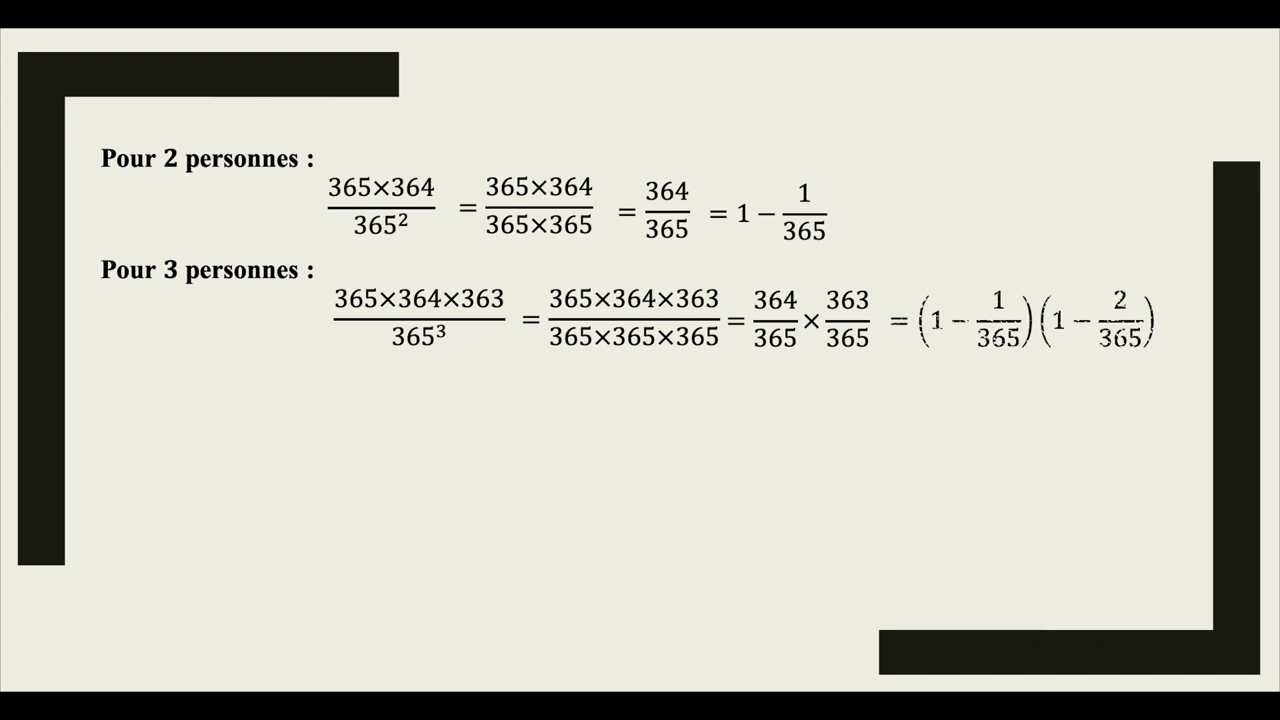 Pour 2 personnes :
365×364/365² = 365×364/365×365 = 364/365 = 1 − 1/365
Pour 3 personnes :
365×364×363/365³ = 365×364×363/365×365×365 = 364/365 × 363/365 = (1 − 1/365)(1 − 2/365)